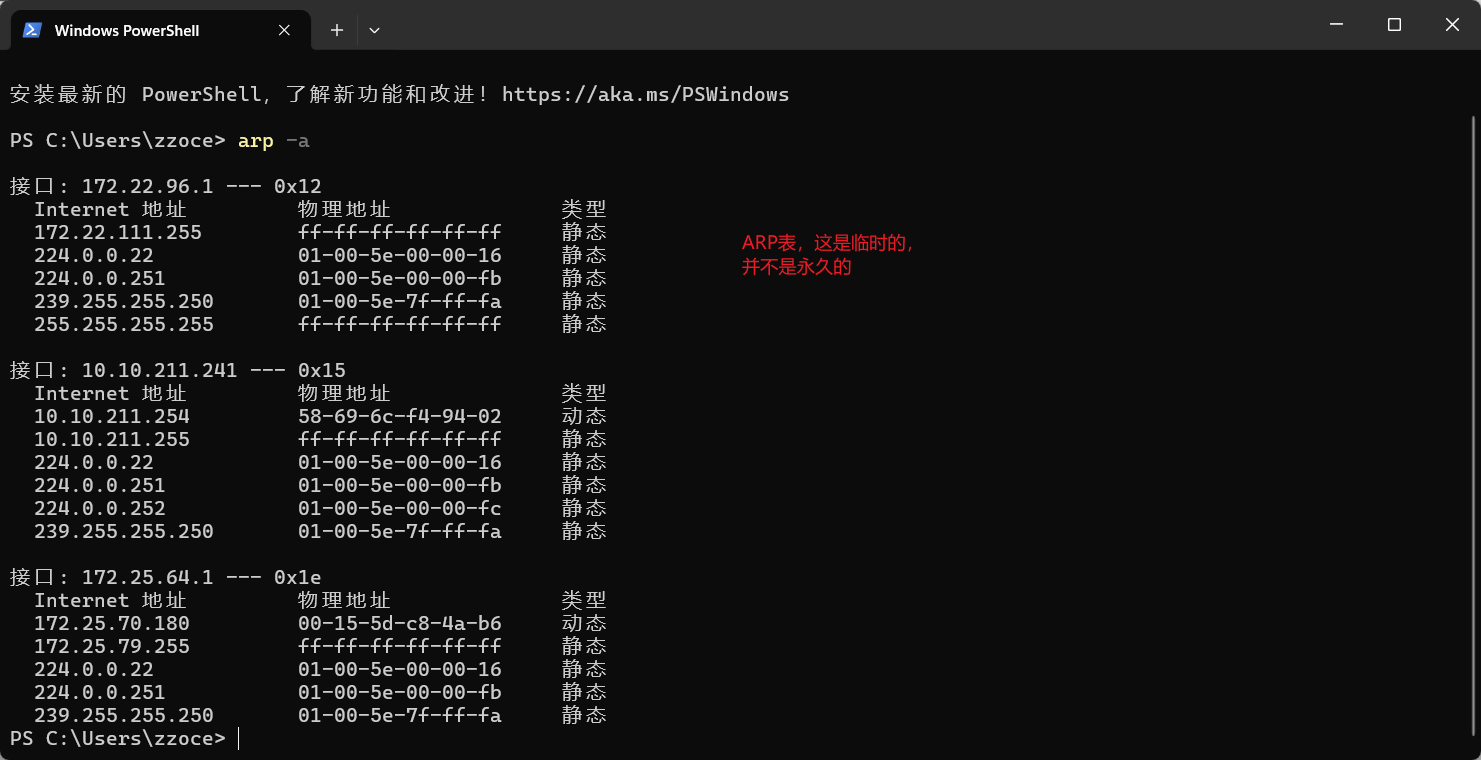 Windows PowerShell
安装最新的 PowerShell，了解新功能和改进！https://aka.ms/PSWindows
PS C:\Users\zzoce> arp -a
接口: 172.22.96.1 --- 0x12
Internet 地址 物理地址 类型
172.22.111.255 ff-ff-ff-ff-ff-ff 静态
224.0.0.22 01-00-5e-00-00-16 静态
224.0.0.251 01-00-5e-00-00-fb 静态
239.255.255.250 01-00-5e-7f-ff-fa 静态
255.255.255.255 ff-ff-ff-ff-ff-ff 静态
ARP表，这是临时的，
并不是永久的
接口: 10.10.211.241 --- 0x15
Internet 地址 物理地址 类型
10.10.211.254 58-69-6c-f4-94-02 动态
10.10.211.255 ff-ff-ff-ff-ff-ff 静态
224.0.0.22 01-00-5e-00-00-16 静态
224.0.0.251 01-00-5e-00-00-fb 静态
224.0.0.252 01-00-5e-00-00-fc 静态
239.255.255.250 01-00-5e-7f-ff-fa 静态
接口: 172.25.64.1 --- 0x1e
Internet 地址 物理地址 类型
172.25.70.180 00-15-5d-c8-4a-b6 动态
172.25.79.255 ff-ff-ff-ff-ff-ff 静态
224.0.0.22 01-00-5e-00-00-16 静态
224.0.0.251 01-00-5e-00-00-fb 静态
239.255.255.250 01-00-5e-7f-ff-fa 静态
PS C:\Users\zzoce>